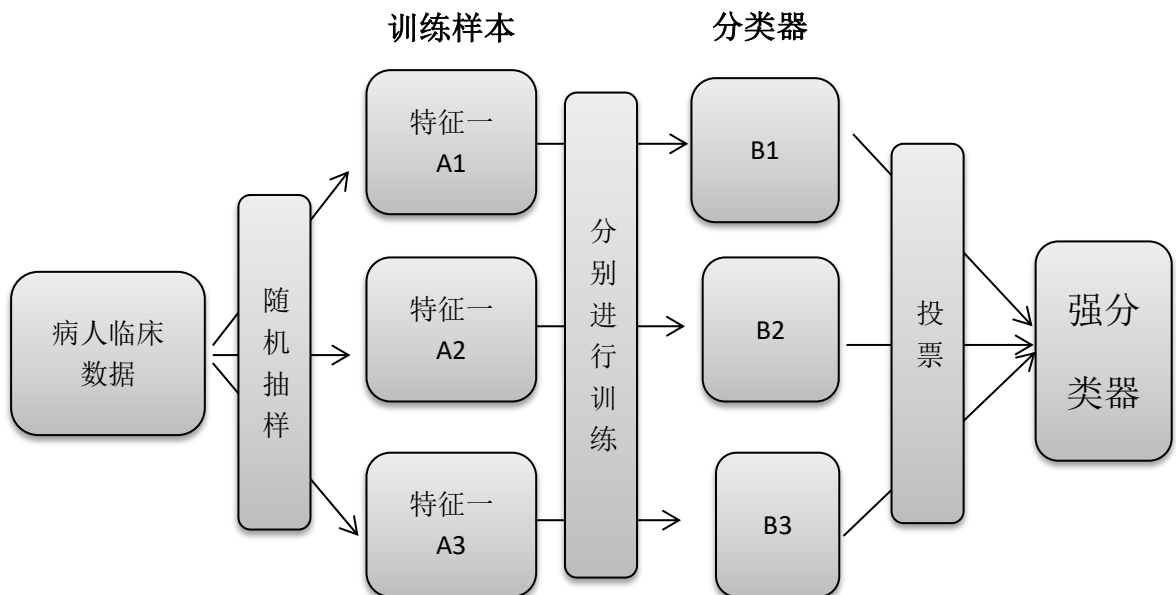 训练样本
分类器
病人临床
数据
随
机
抽
样
特征一
A1
特征一
A2
特征一
A3
分
别
进
行
训
练
B1
B2
B3
投
票
强分
类器